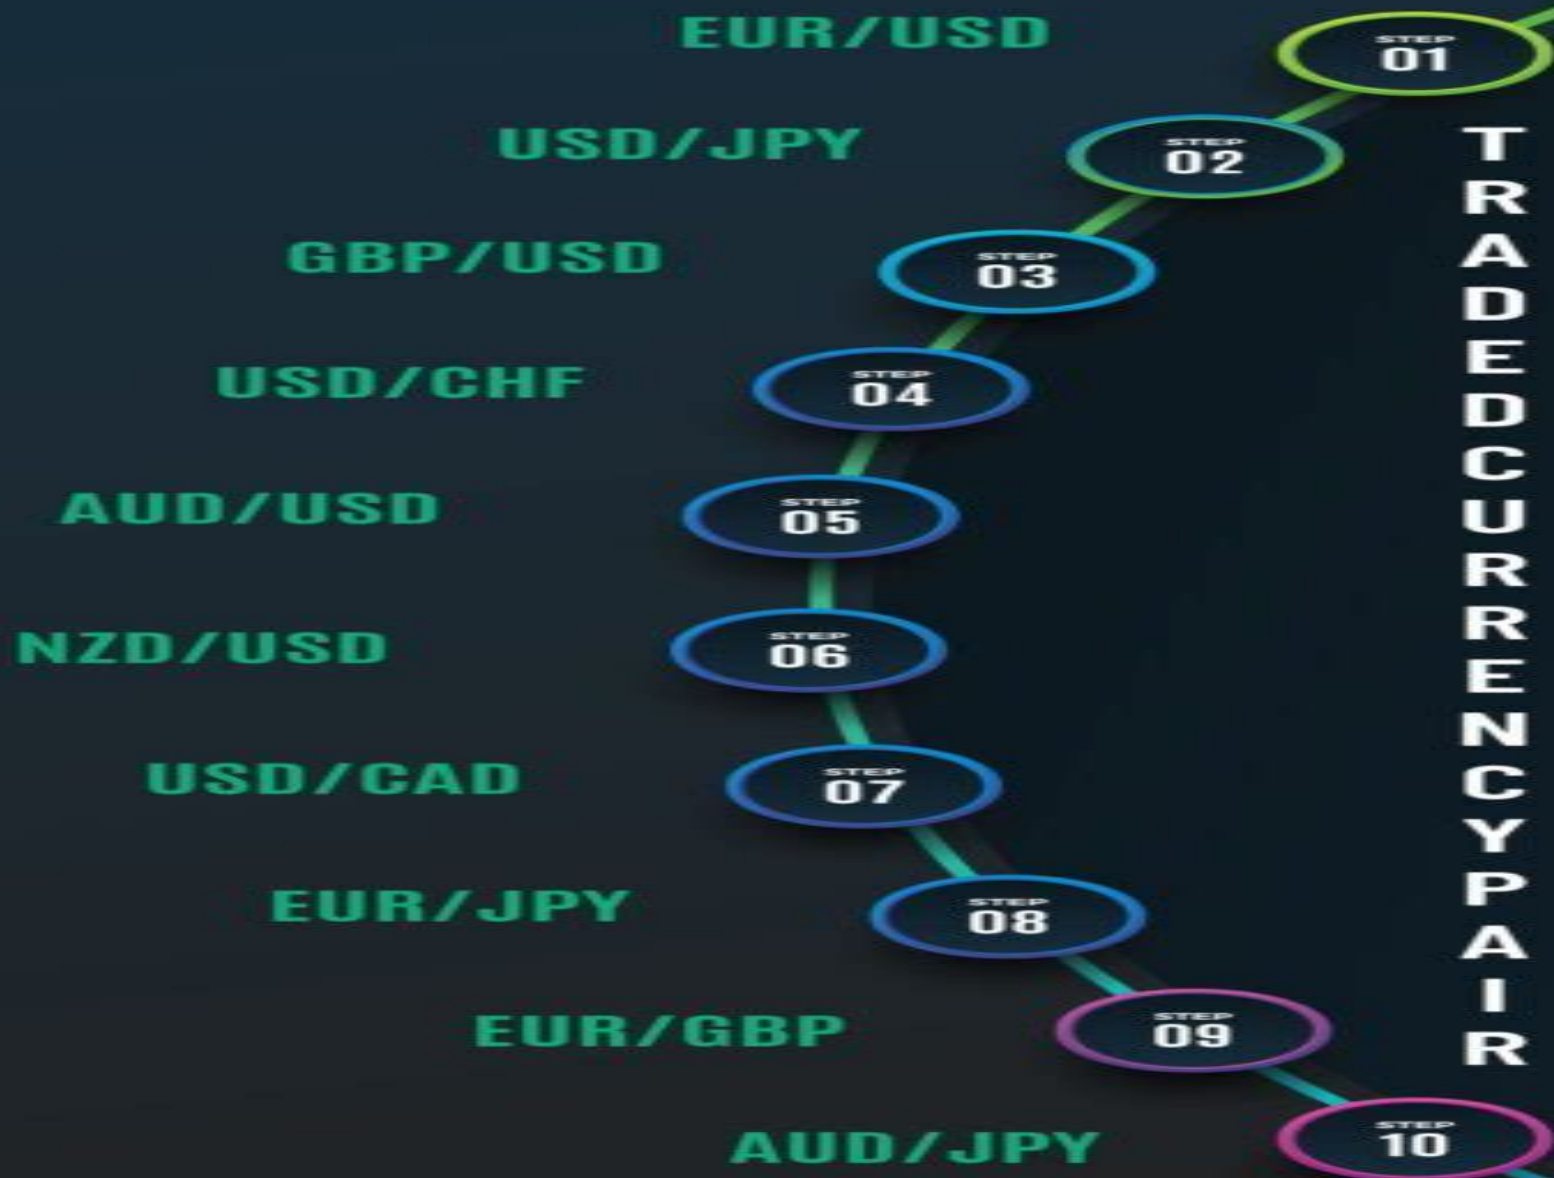 EUR/USD
STEP
01
USD/JPY
STEP
02
GBP/USD
STEP
03
USD/CHF
STEP
04
AUD/USD
STEP
05
NZD/USD
STEP
06
USD/CAD
STEP
07
EUR/JPY
STEP
08
EUR/GBP
STEP
09
AUD/JPY
STEP
10
TRADEDCURRENCYPAIR